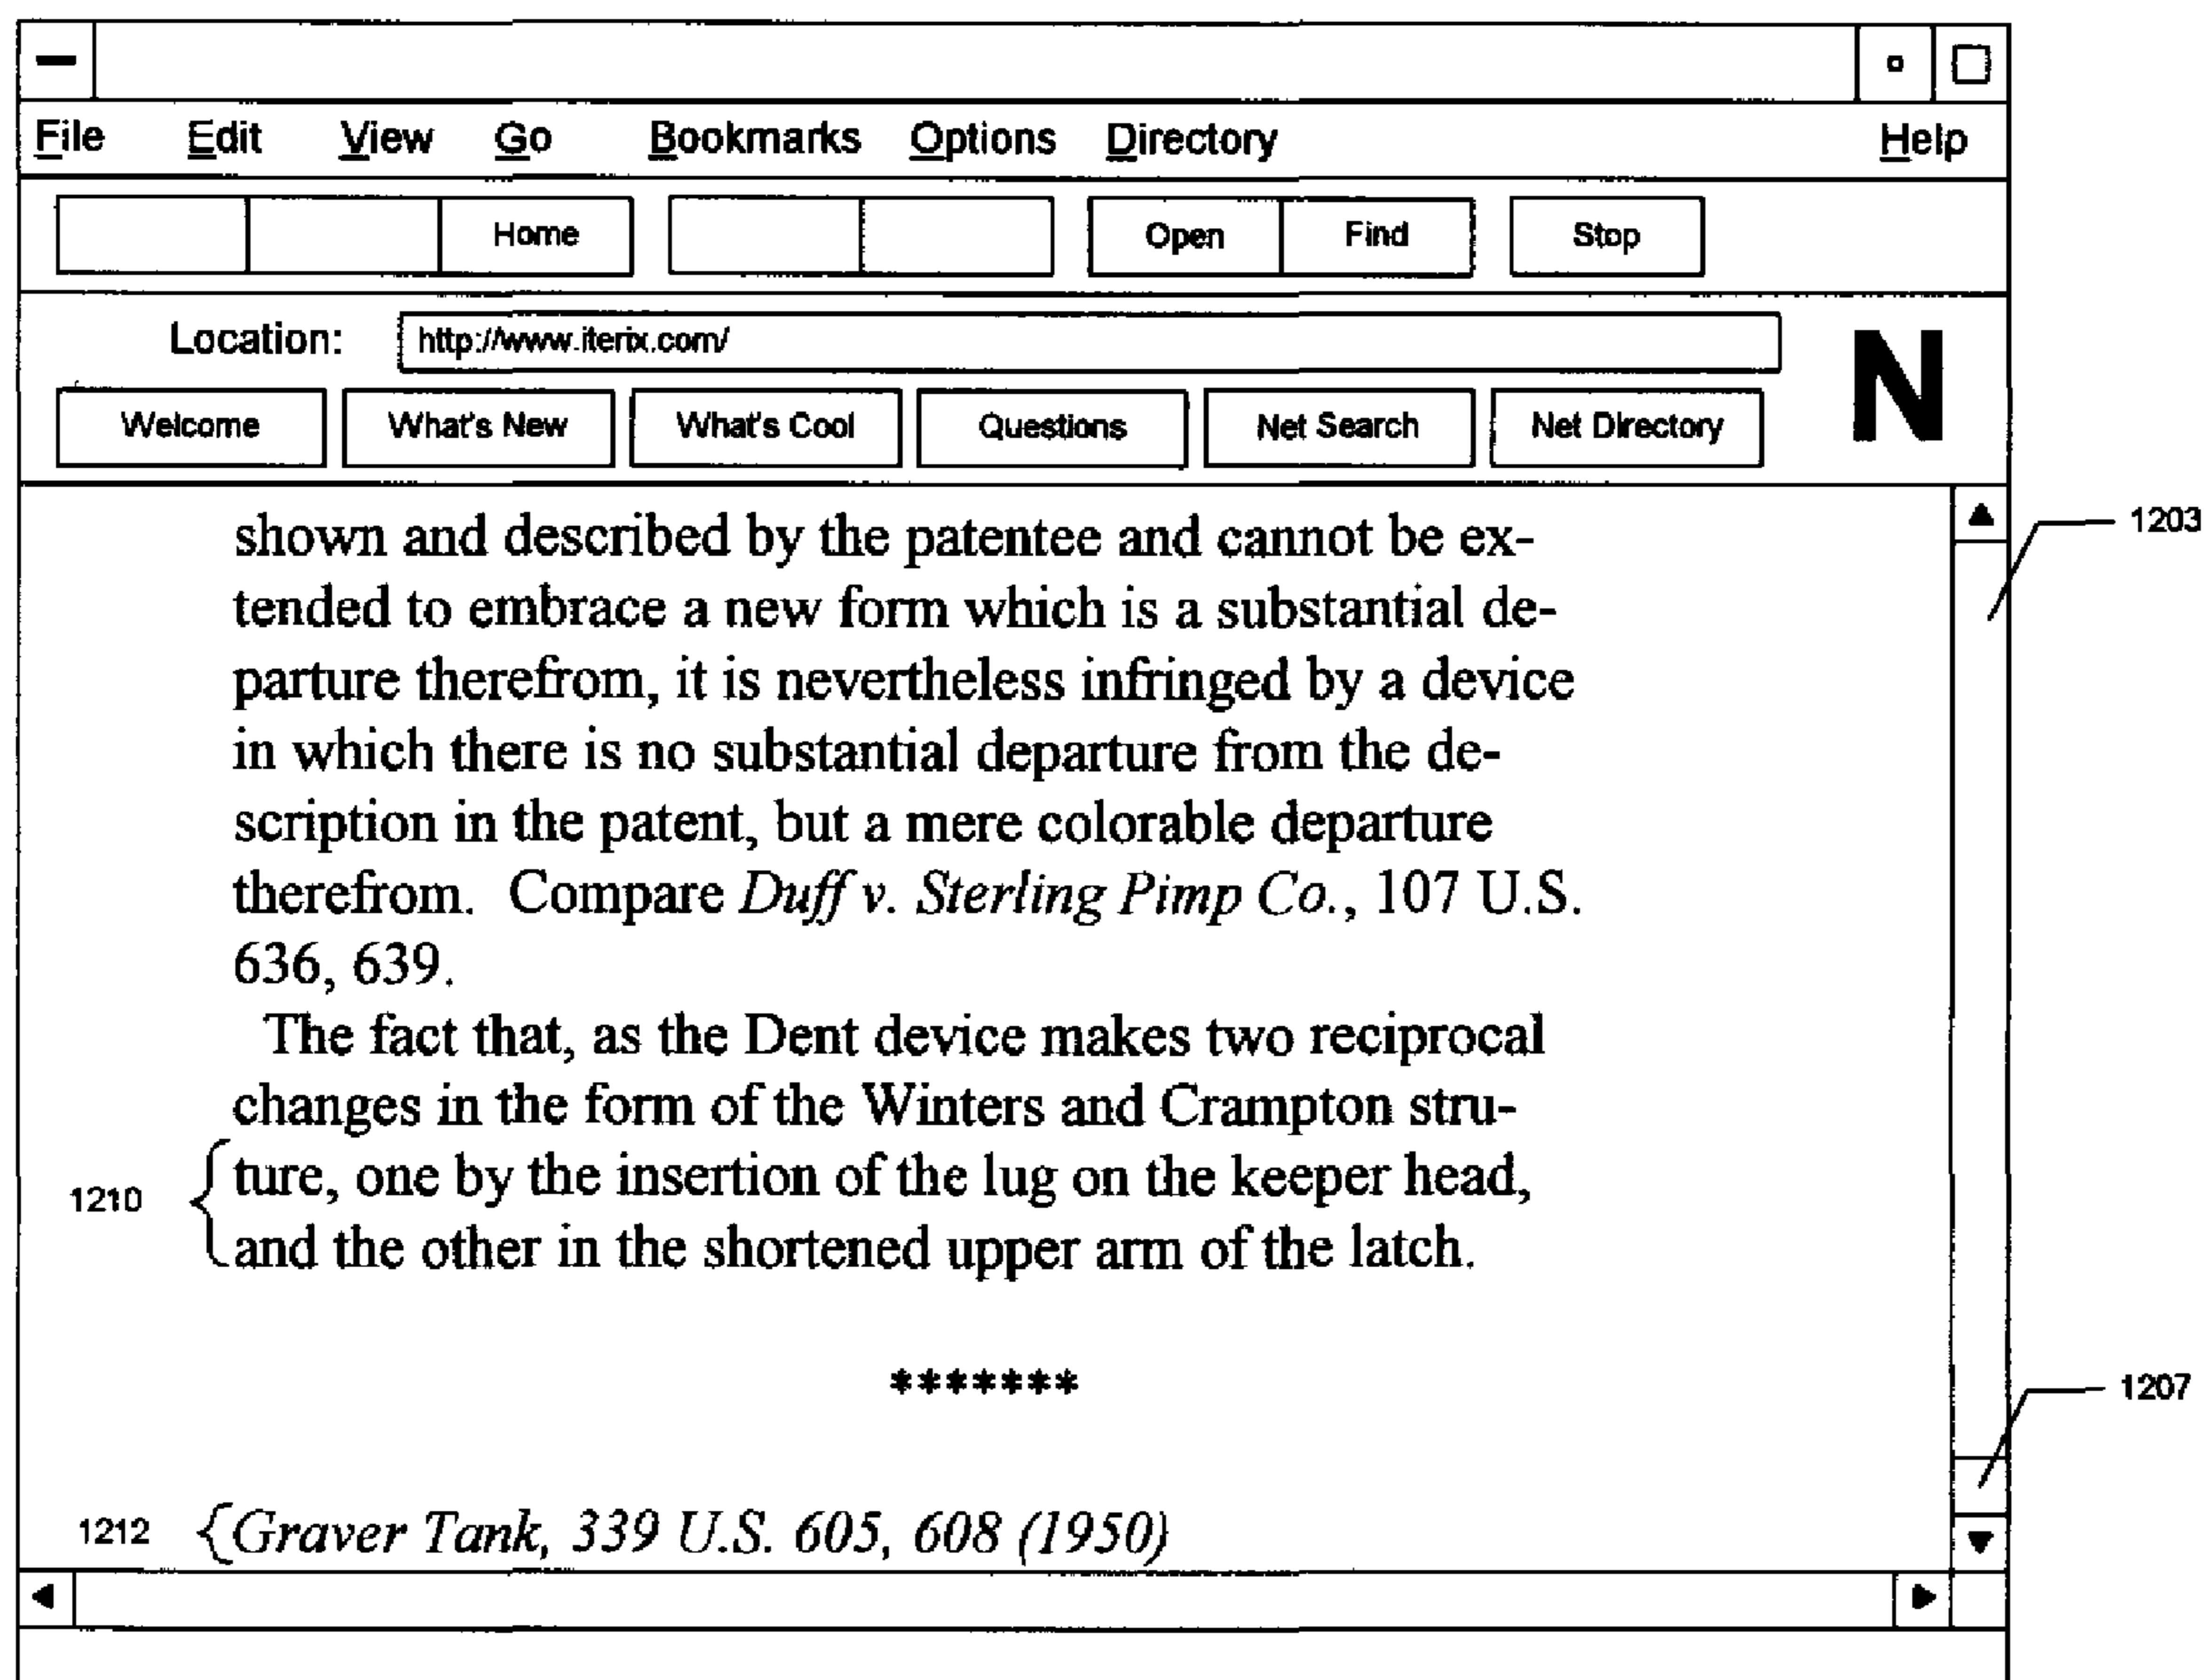 File Edit View Go Bookmarks Options Directory Help
Home Open Find Stop
Location: http://www.iterix.com/
N
Welcome What's New What's Cool Questions Net Search Net Directory
shown and described by the patentee and cannot be ex-
1203
tended to embrace a new form which is a substantial de-
parture therefrom, it is nevertheless infringed by a device
in which there is no substantial departure from the de-
scription in the patent, but a mere colorable departure
therefrom. Compare Duff v. Sterling Pimp Co., 107 U.S.
636, 639.
The fact that, as the Dent device makes two reciprocal
changes in the form of the Winters and Crampton stru-
ture, one by the insertion of the lug on the keeper head,
1210
and the other in the shortened upper arm of the latch.
*******
1207
1212 {Graver Tank, 339 U.S. 605, 608 (1950)